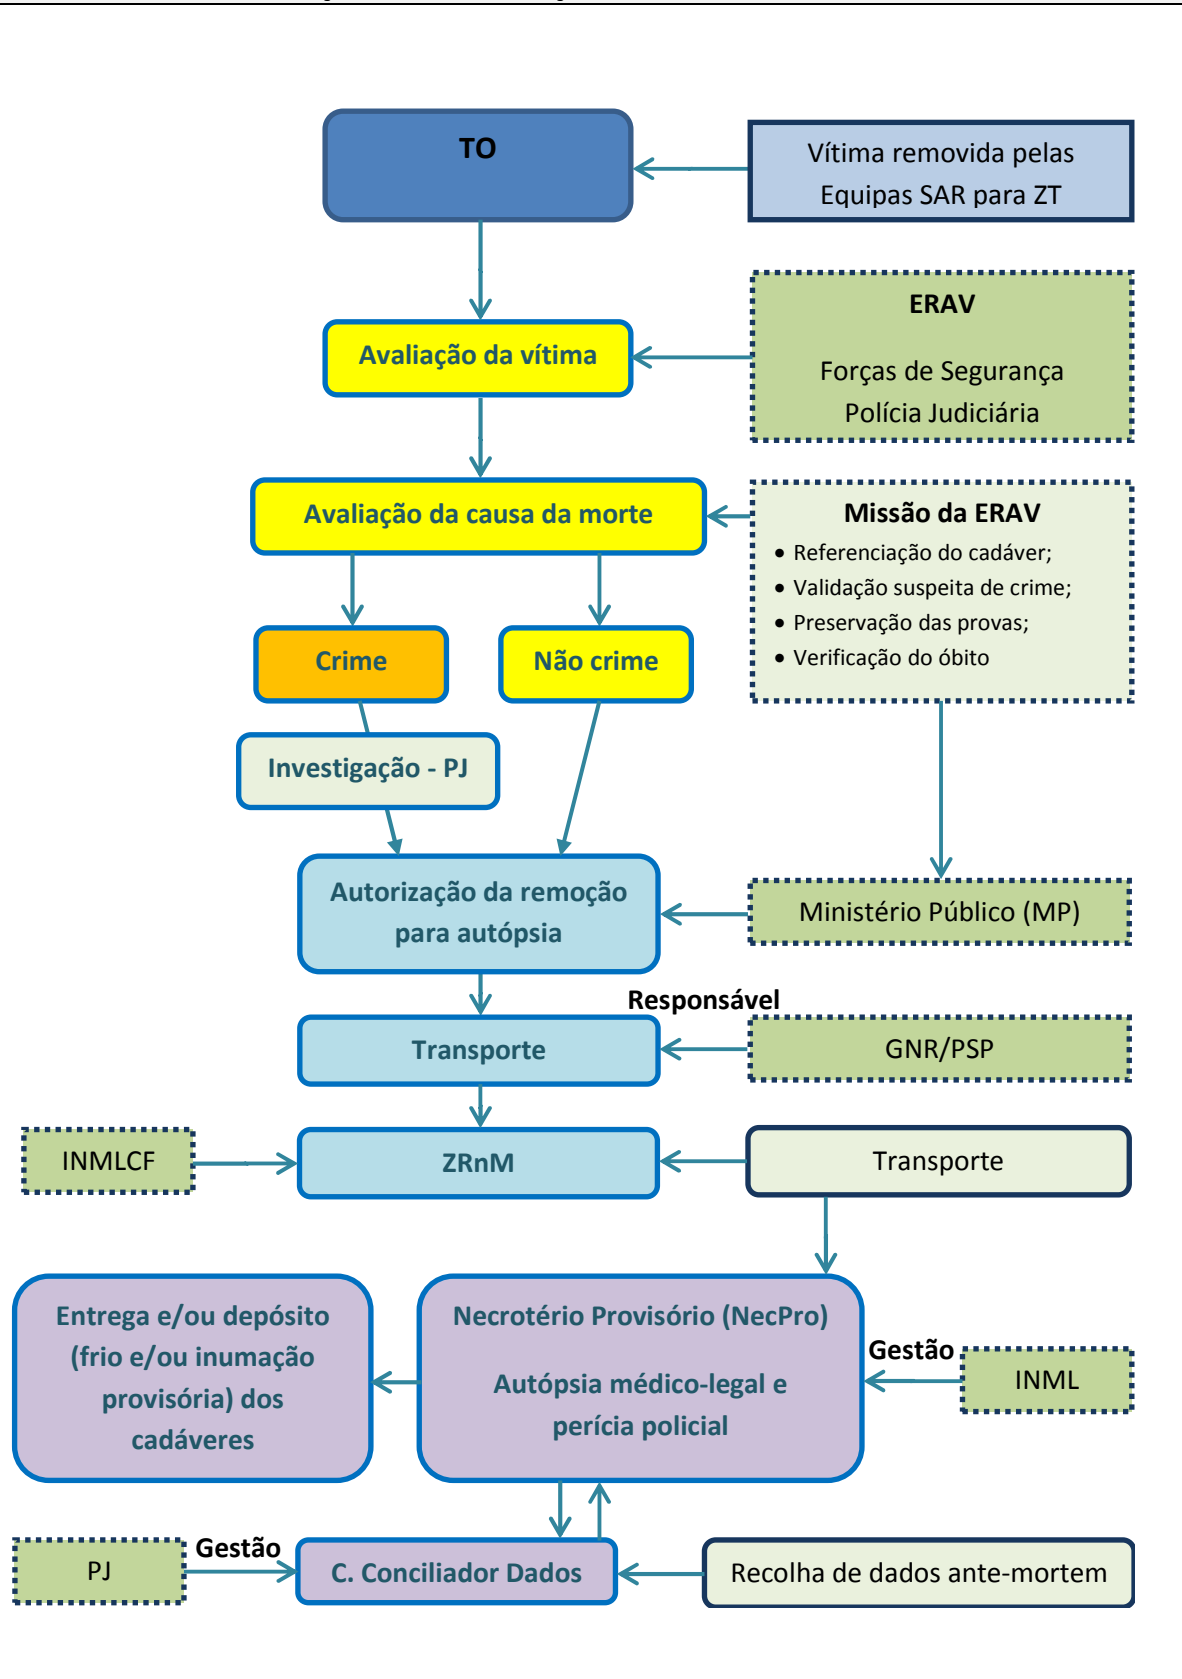 TO
Vítima removida pelas
Equipas SAR para ZT
ERAV
Forças de Segurança
Polícia Judiciária
Avaliação da vítima
Avaliação da causa da morte
Missão da ERAV
• Referenciação do cadáver;
• Validação suspeita de crime;
• Preservação das provas;
• Verificação do óbito
Crime
Não crime
Investigação - PJ
Autorização da remoção
para autópsia
Ministério Público (MP)
Responsável
Transporte
GNR/PSP
INMLCF
ZRnM
Transporte
Entrega e/ou depósito
(frio e/ou inumação
provisória) dos
cadáveres
Necrotério Provisório (NecPro)
Autópsia médico-legal e
perícia policial
Gestão
INML
PJ
Gestão
C. Conciliador Dados
Recolha de dados ante-mortem